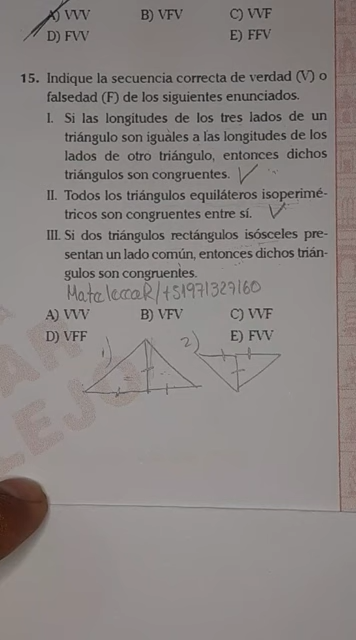 A) VVV B) VFV C) VVF
D) FVV E) FFV
15. Indique la secuencia correcta de verdad (V) o
falsedad (F) de los siguientes enunciados.
I. Si las longitudes de los tres lados de un
triángulo son iguales a las longitudes de los
lados de otro triángulo, entonces dichos
triángulos son congruentes.
II. Todos los triángulos equiláteros isoperimé-
tricos son congruentes entre sí.
III. Si dos triángulos rectángulos isósceles pre-
sentan un lado común, entonces dichos trián-
gulos son congruentes.
MateleccaR/+51971329160
A) VVV B) VFV C) VVF
D) VFF E) FVV
1) 2)